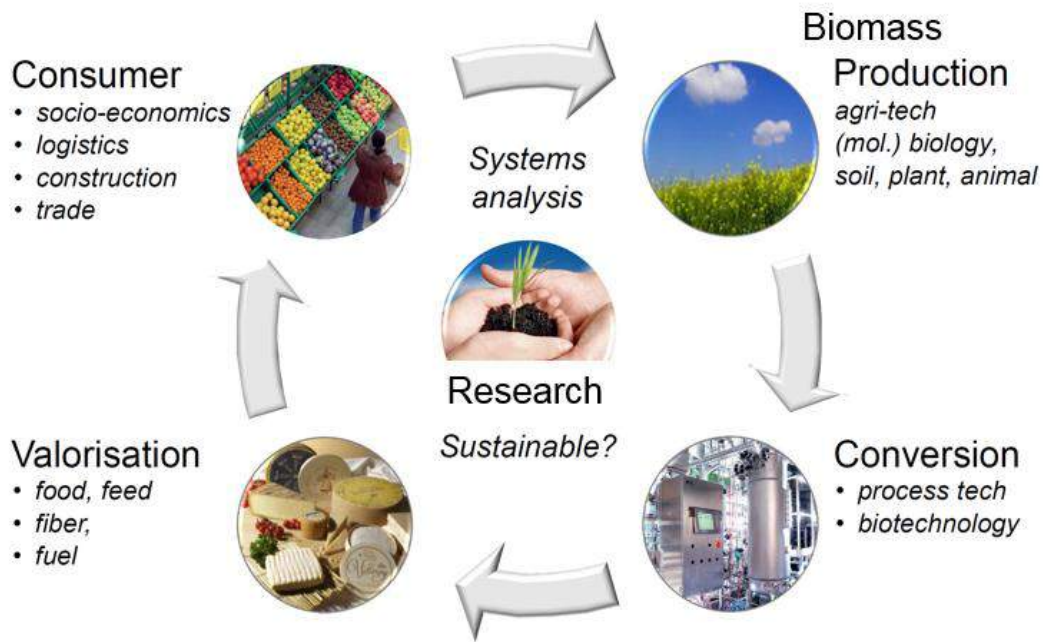 Consumer
• socio-economics
• logistics
• construction
• trade
Systems
analysis
Biomass
Production
agri-tech
(mol.) biology,
soil, plant, animal
Research
Sustainable?
Valorisation
• food, feed
• fiber,
• fuel
Conversion
• process tech
• biotechnology